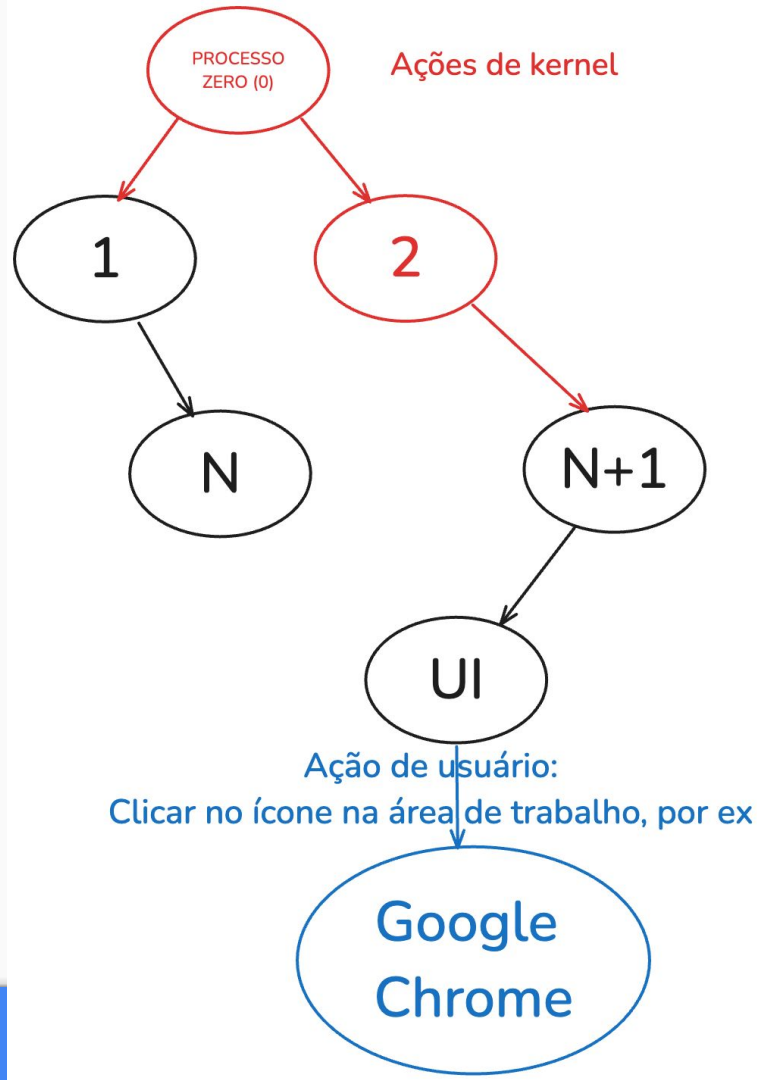 PROCESSO
ZERO (0)
Ações de kernel
1
2
N
N+1
UI
Ação de usuário:
Clicar no ícone na área de trabalho, por ex
Google
Chrome